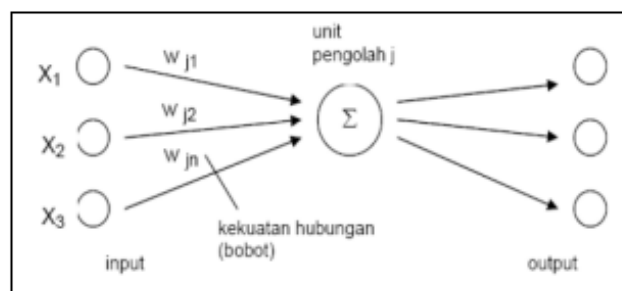 unit
pengolah j
X1
W j1
Σ
X2
W j2
X3
W jn
kekuatan hubungan
(bobot)
input
output